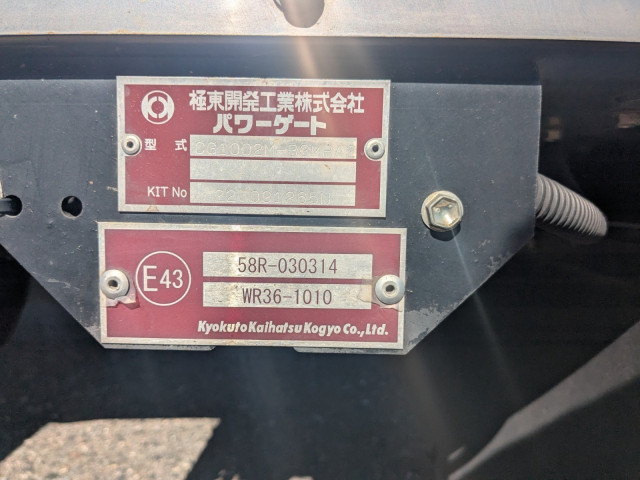 極東開発工業株式会社
パワーゲート
型式
KIT No
E43
58R-030314
WR36-1010
Kyokuto Kaihatsu Kogyo Co., Ltd.